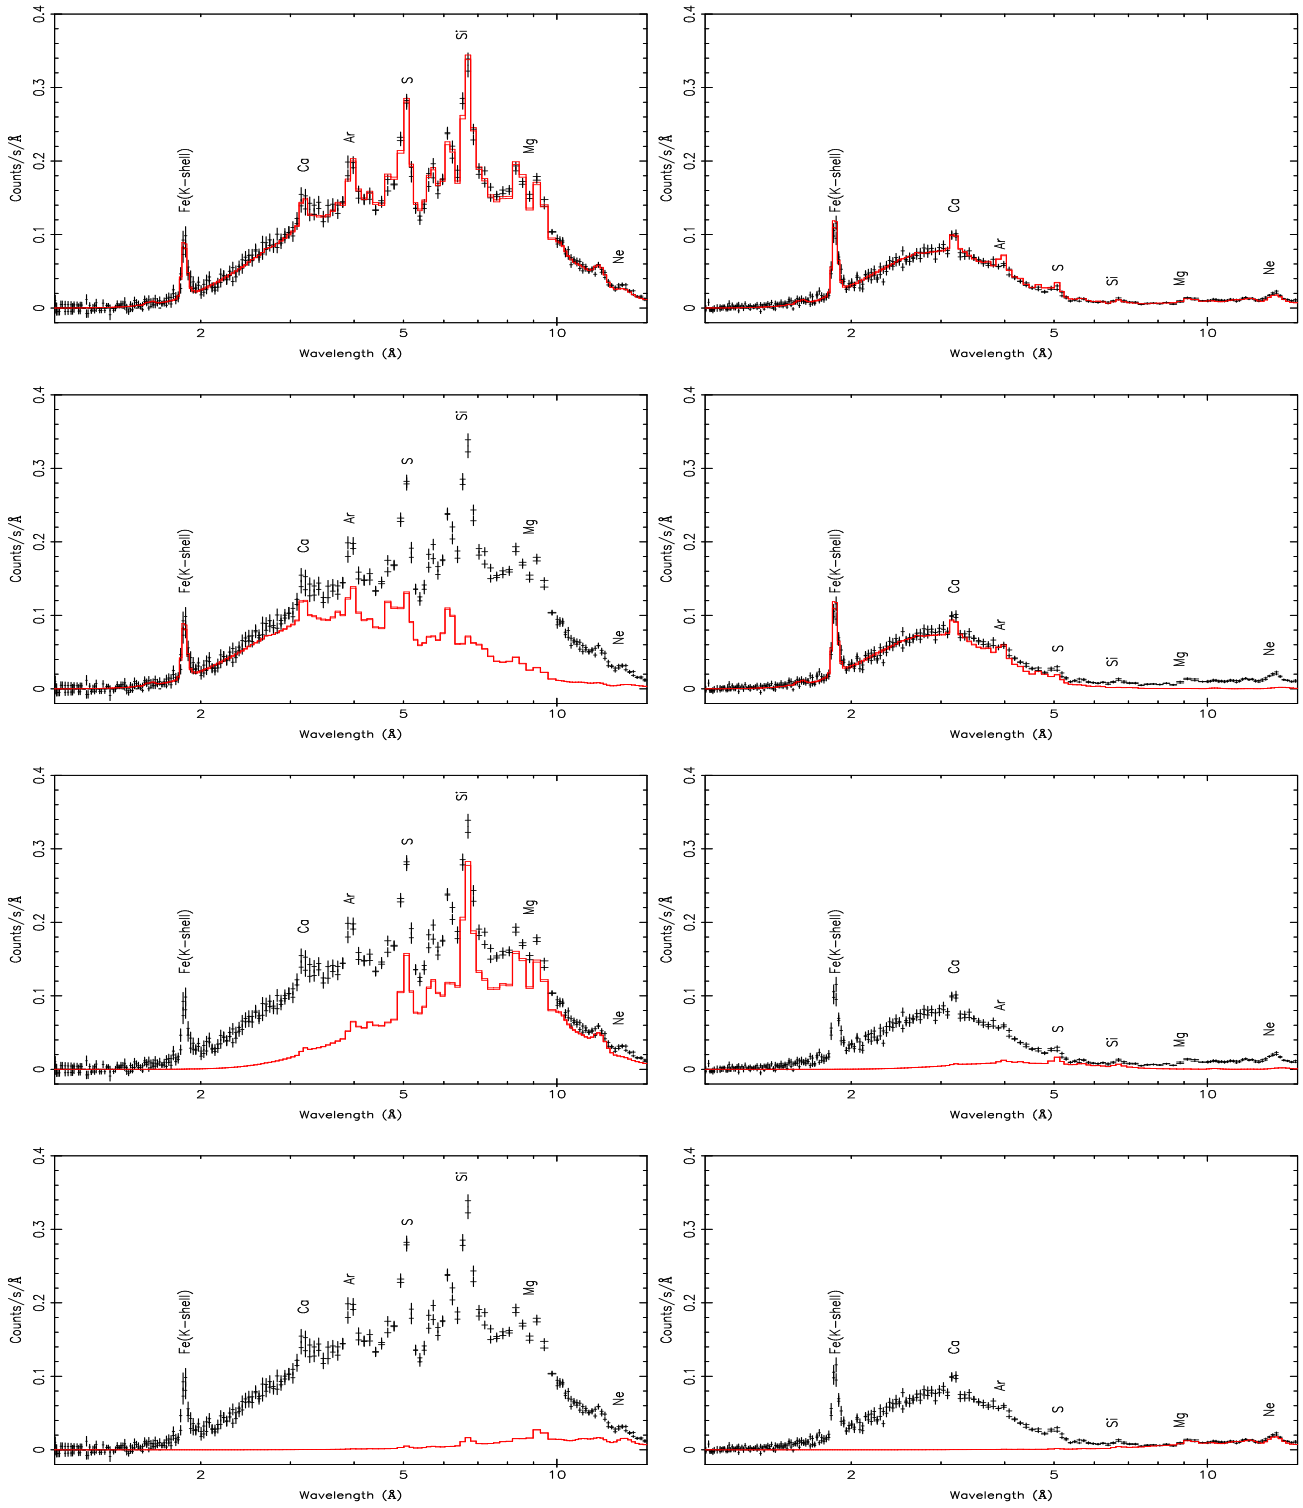 0.4
0.3
0.2
0.1
0
Counts/s/Å
Fe(K−shell)
Ca
Ar
S
Si
Mg
Ne
2
5
10
Wavelength (Å)
0.4
0.3
0.2
0.1
0
Counts/s/Å
Fe(K−shell)
Ca
Ar
S
Si
Mg
Ne
2
5
10
Wavelength (Å)
0.4
0.3
0.2
0.1
0
Counts/s/Å
Fe(K−shell)
Ca
Ar
S
Si
Mg
Ne
2
5
10
Wavelength (Å)
0.4
0.3
0.2
0.1
0
Counts/s/Å
Fe(K−shell)
Ca
Ar
S
Si
Mg
Ne
2
5
10
Wavelength (Å)
0.4
0.3
0.2
0.1
0
Counts/s/Å
Fe(K−shell)
Ca
Ar
S
Si
Mg
Ne
2
5
10
Wavelength (Å)
0.4
0.3
0.2
0.1
0
Counts/s/Å
Fe(K−shell)
Ca
Ar
S
Si
Mg
Ne
2
5
10
Wavelength (Å)
0.4
0.3
0.2
0.1
0
Counts/s/Å
Fe(K−shell)
Ca
Ar
S
Si
Mg
Ne
2
5
10
Wavelength (Å)
0.4
0.3
0.2
0.1
0
Counts/s/Å
Fe(K−shell)
Ca
Ar
S
Si
Mg
Ne
2
5
10
Wavelength (Å)